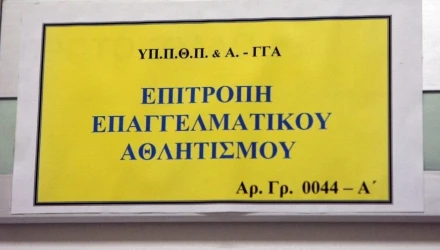 ΥΠ.Π.Θ.Π. & Α. - ΓΓΑ
ΕΠΙΤΡΟΠΗ
ΕΠΑΓΓΕΛΜΑΤΙΚΟΥ
ΑΘΛΗΤΙΣΜΟΥ
Αρ. Γρ. 0044 – Α΄